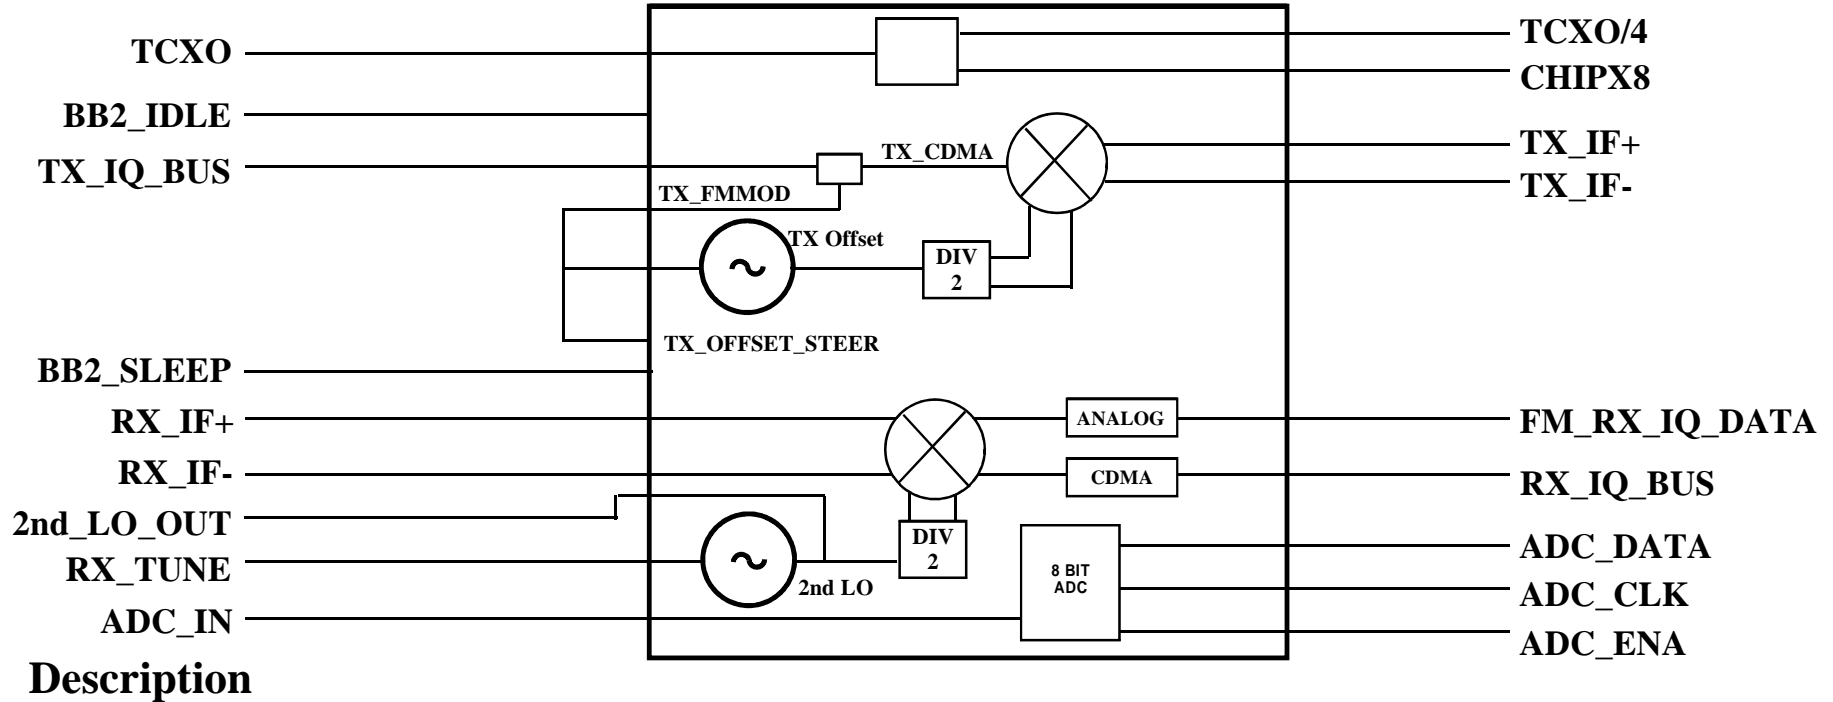 TCXO
BB2_IDLE
TX_IQ_BUS
BB2_SLEEP
RX_IF+
RX_IF-
2nd_LO_OUT
RX_TUNE
ADC_IN
TX_CDMA
TX_FMMOD
TX Offset
DIV
2
TX_OFFSET_STEER
ANALOG
CDMA
DIV
2
2nd LO
8 BIT
ADC
TCXO/4
CHIPX8
TX_IF+
TX_IF-
FM_RX_IQ_DATA
RX_IQ_BUS
ADC_DATA
ADC_CLK
ADC_ENA
Description